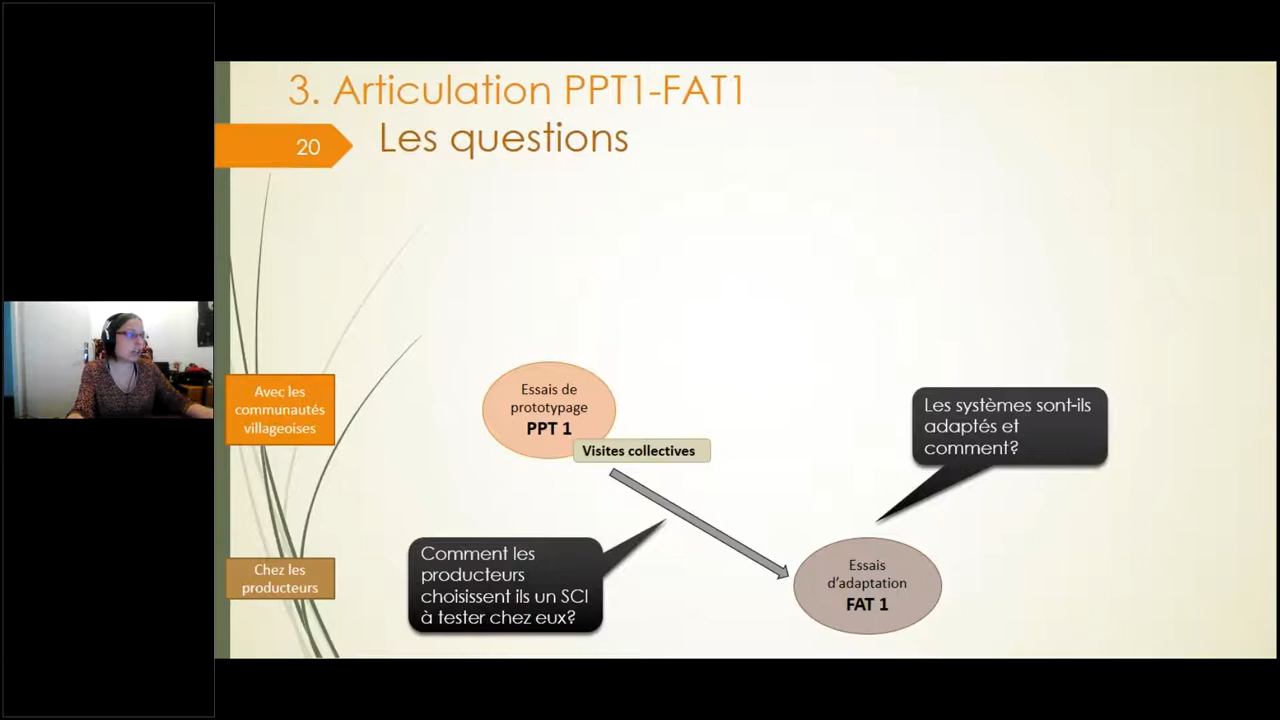 3. Articulation PPT1-FAT1
Les questions
20
Avec les
communautés
villageoises
Essais de
prototypage
PPT 1
Visites collectives
Les systèmes sont-ils
adaptés et
comment?
Comment les
producteurs
choisissent ils un SCI
à tester chez eux?
Chez les
producteurs
Essais
d'adaptation
FAT 1